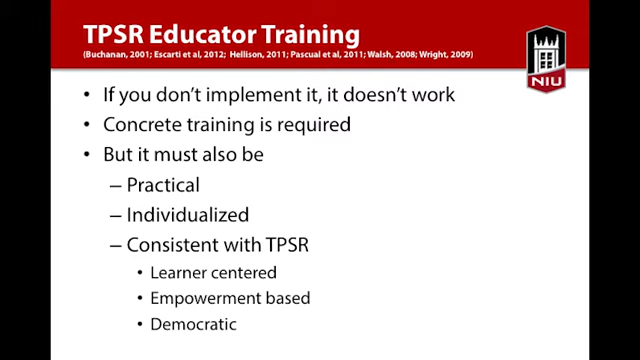 TPSR Educator Training
(Buchanan, 2001; Escarti et al, 2012; Hellison, 2011; Pascual et al, 2011; Walsh, 2008; Wright, 2009)
NIU
• If you don't implement it, it doesn't work
• Concrete training is required
• But it must also be
– Practical
– Individualized
– Consistent with TPSR
• Learner centered
• Empowerment based
• Democratic